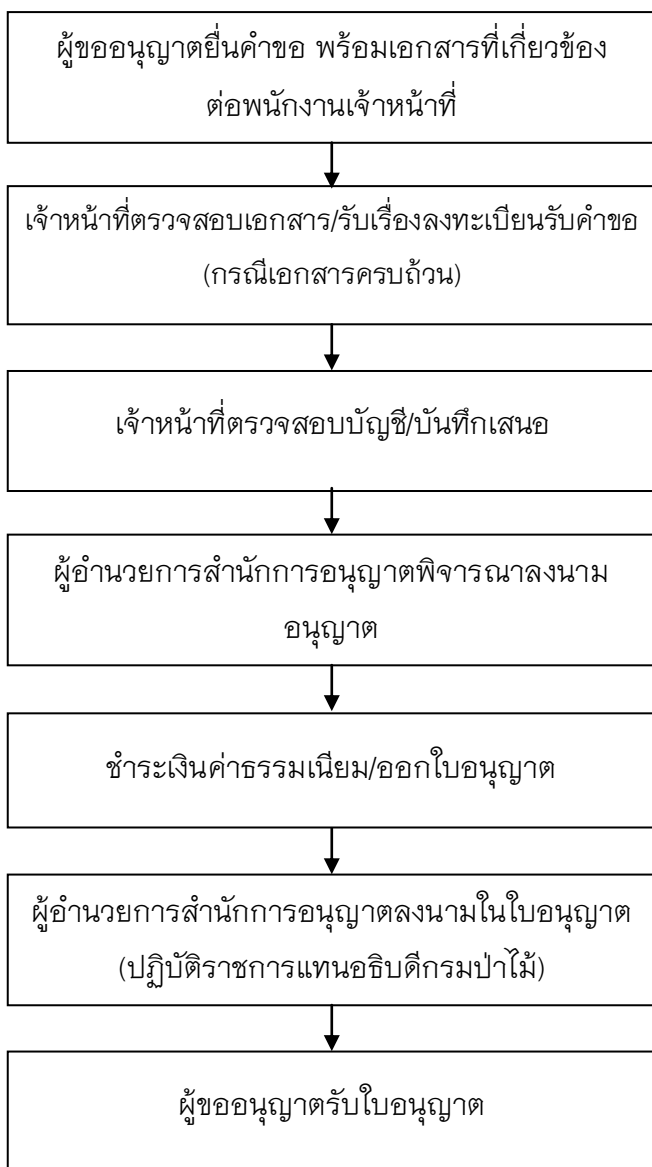 ผู้ขออนุญาตยื่นคำขอ พร้อมเอกสารที่เกี่ยวข้อง
ต่อพนักงานเจ้าหน้าที่
เจ้าหน้าที่ตรวจสอบเอกสาร/รับเรื่องลงทะเบียนรับคำขอ
(กรณีเอกสารครบถ้วน)
เจ้าหน้าที่ตรวจสอบบัญชี/บันทึกเสนอ
ผู้อำนวยการสำนักการอนุญาตพิจารณาลงนาม
อนุญาต
ชำระเงินค่าธรรมเนียม/ออกใบอนุญาต
ผู้อำนวยการสำนักการอนุญาตลงนามในใบอนุญาต
(ปฏิบัติราชการแทนอธิบดีกรมป่าไม้)
ผู้ขออนุญาตรับใบอนุญาต